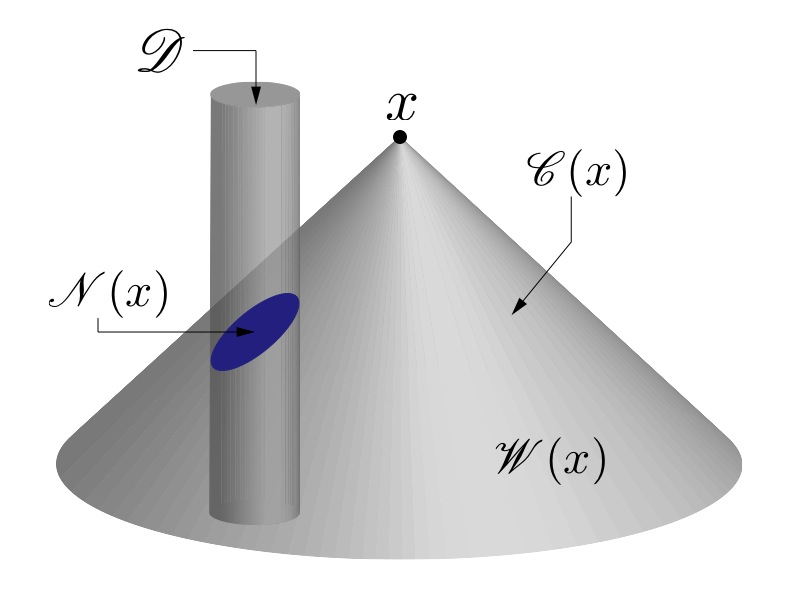 𝒟
x
𝒞(x)
𝒩(x)
𝒲(x)